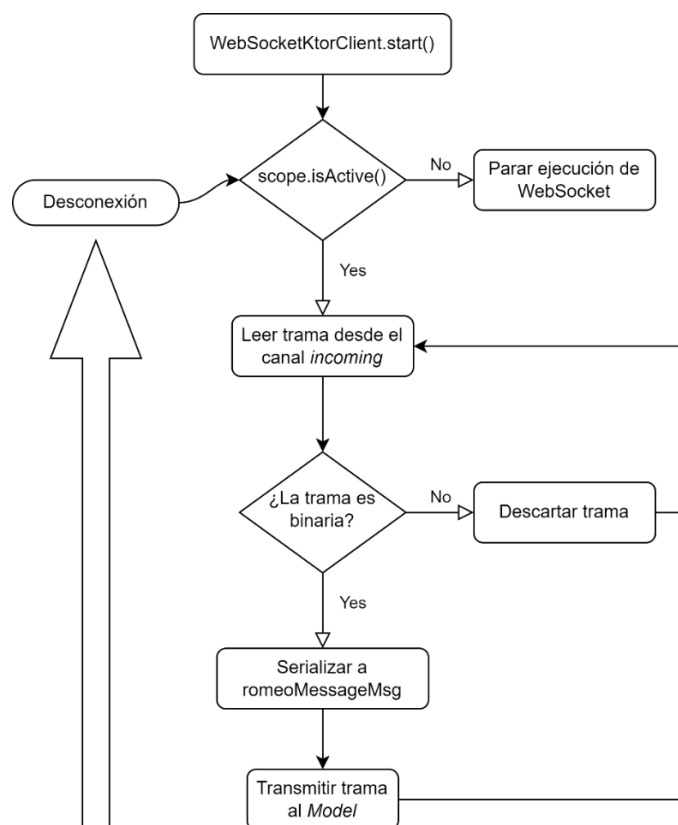 WebSocketKtorClient.start()
scope.isActive()
No
Parar ejecución de
WebSocket
Desconexión
Yes
Leer trama desde el
canal incoming
¿La trama es
binaria?
No
Descartar trama
Yes
Serializar a
romeoMessageMsg
Transmitir trama
al Model